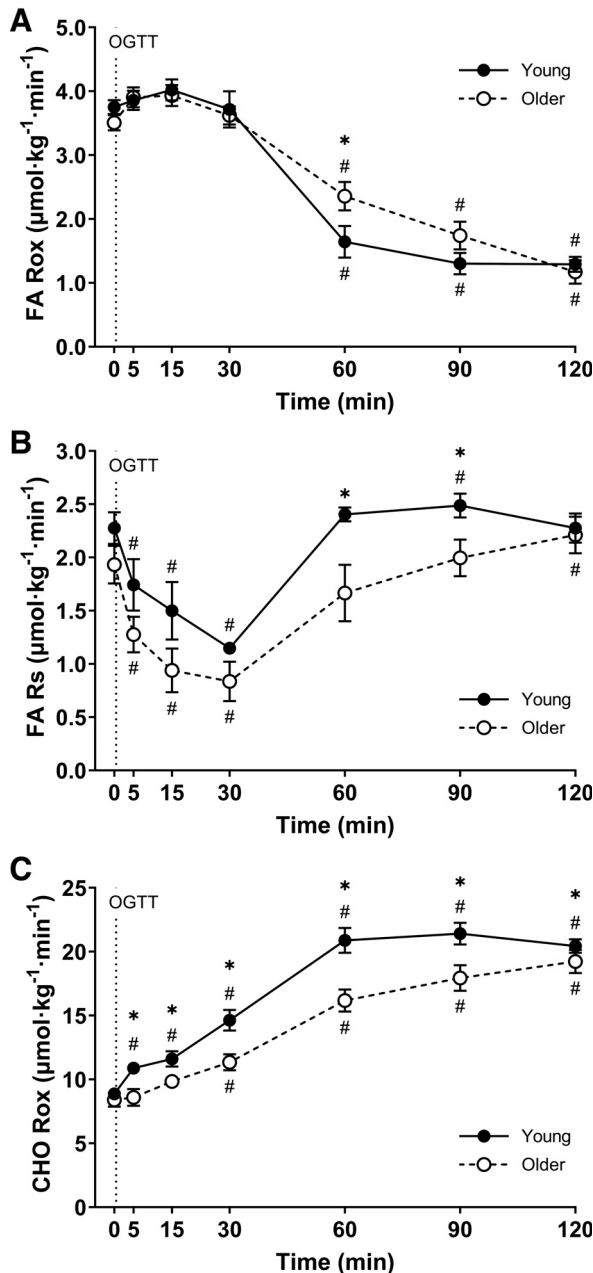 A
FA Rox (µmol·kg⁻¹·min⁻¹)
5.0
4.0
3.0
2.0
1.0
0.0
OGTT
Young
Older
*
#
#
#
#
#
#
0 5 15 30 60 90 120
Time (min)
B
FA Rs (µmol·kg⁻¹·min⁻¹)
3.0
2.5
2.0
1.5
1.0
0.5
0.0
OGTT
*
*
#
#
#
#
#
#
#
#
Young
Older
0 5 15 30 60 90 120
Time (min)
C
CHO Rox (µmol·kg⁻¹·min⁻¹)
25
20
15
10
5
0
OGTT
* * * * * *
# # # # # #
# # # #
Young
Older
0 5 15 30 60 90 120
Time (min)